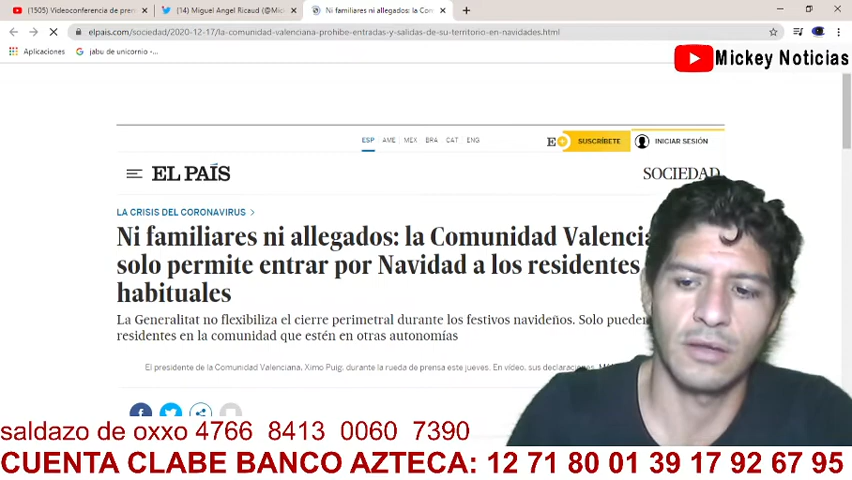 (1505) Videoconferencia de pren
(14) Miguel Angel Ricaud (@Mic
Ni familiares ni allegados: la Com
elpais.com/sociedad/2020-12-17/la-comunidad-valenciana-prohibe-entradas-y-salidas-de-su-territorio-en-navidades.html
Aplicaciones
jabu de unicornio -...
Mickey Noticias
ESP AME MEX BRA CAT ENG
SUSCRÍBETE
INICIAR SESIÓN
EL PAÍS
SOCIEDAD
LA CRISIS DEL CORONAVIRUS
Ni familiares ni allegados: la Comunidad Valencia
solo permite entrar por Navidad a los residentes
habituales
La Generalitat no flexibiliza el cierre perimetral durante los festivos navideños. Solo pueden
residentes en la comunidad que estén en otras autonomías
El presidente de la Comunidad Valenciana, Ximo Puig, durante la rueda de prensa este jueves. En vídeo, sus declaraciones.
saldazo de oxxo 4766 8413 0060 7390
CUENTA CLABE BANCO AZTECA: 12 71 80 01 39 17 92 67 95